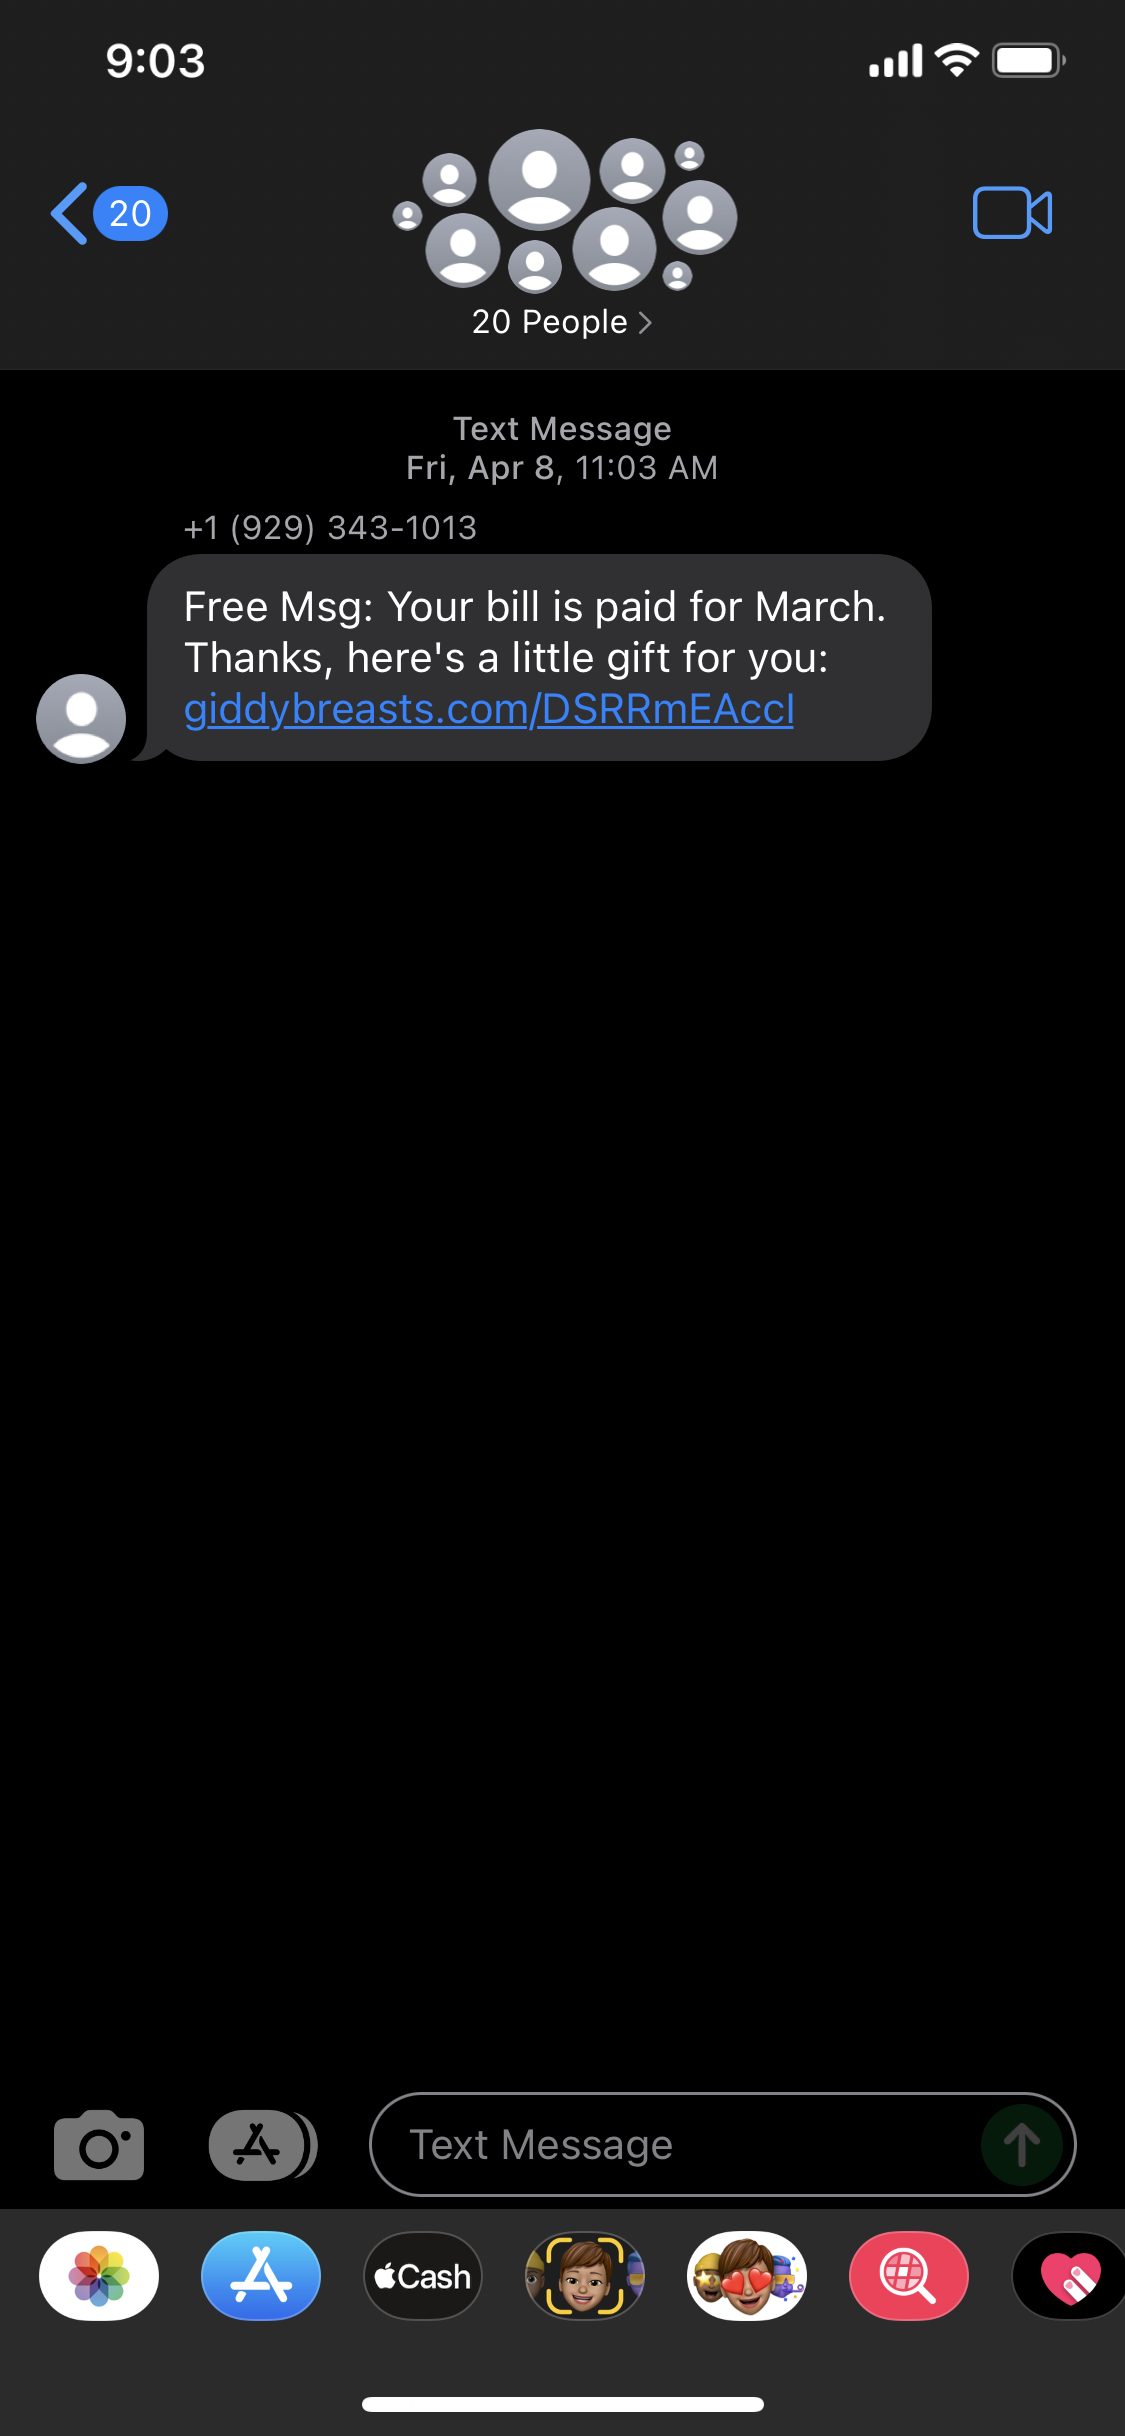 9:03
20
20 People
Text Message
Fri, Apr 8, 11:03 AM
+1 (929) 343-1013
Free Msg: Your bill is paid for March.
Thanks, here's a little gift for you:
giddybreasts.com/DSRRmEAccl
Text Message
Cash